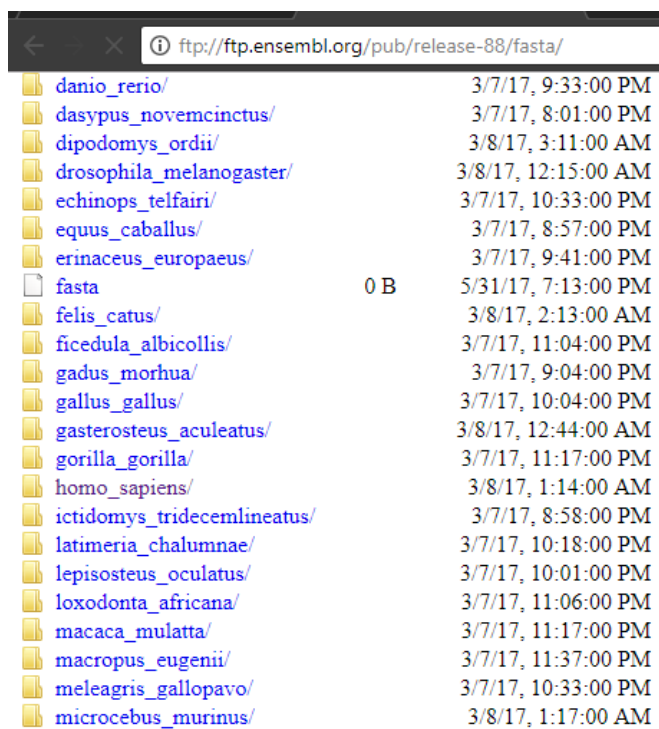 ftp://ftp.ensembl.org/pub/release-88/fasta/
danio_rerio/ 3/7/17, 9:33:00 PM
dasypus_novemcinctus/ 3/7/17, 8:01:00 PM
dipodomys_ordii/ 3/8/17, 3:11:00 AM
drosophila_melanogaster/ 3/8/17, 12:15:00 AM
echinops_telfairi/ 3/7/17, 10:33:00 PM
equus_caballus/ 3/7/17, 8:57:00 PM
erinaceus_europaeus/ 3/7/17, 9:41:00 PM
fasta 0 B 5/31/17, 7:13:00 PM
felis_catus/ 3/8/17, 2:13:00 AM
ficedula_albicollis/ 3/7/17, 11:04:00 PM
gadus_morhua/ 3/7/17, 9:04:00 PM
gallus_gallus/ 3/7/17, 10:04:00 PM
gasterosteus_aculeatus/ 3/8/17, 12:44:00 AM
gorilla_gorilla/ 3/7/17, 11:17:00 PM
homo_sapiens/ 3/8/17, 1:14:00 AM
ictidomys_tridecemlineatus/ 3/7/17, 8:58:00 PM
latimeria_chalumnae/ 3/7/17, 10:18:00 PM
lepisosteus_oculatus/ 3/7/17, 10:01:00 PM
loxodonta_africana/ 3/7/17, 11:06:00 PM
macaca_mulatta/ 3/7/17, 11:17:00 PM
macropus_eugenii/ 3/7/17, 11:37:00 PM
meleagris_gallopavo/ 3/7/17, 10:33:00 PM
microcebus_murinus/ 3/8/17, 1:17:00 AM